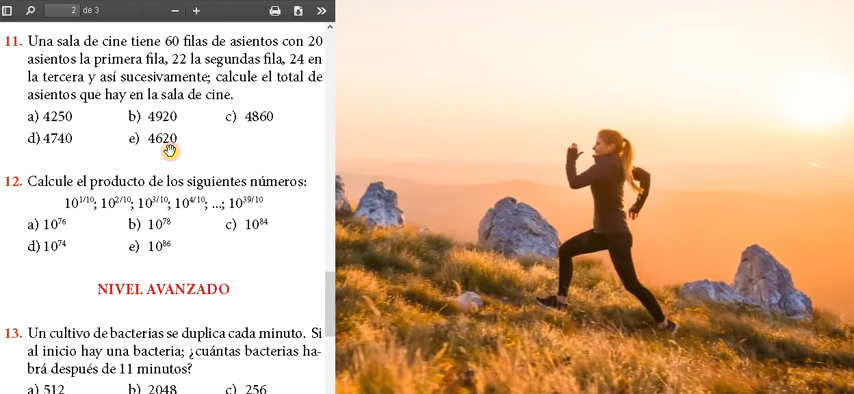 2 de 3
11. Una sala de cine tiene 60 filas de asientos con 20
asientos la primera fila, 22 la segundas fila, 24 en
la tercera y así sucesivamente; calcule el total de
asientos que hay en la sala de cine.
a) 4250 b) 4920 c) 4860
d) 4740 e) 4620
12. Calcule el producto de los siguientes números:
10^1/10; 10^2/10; 10^3/10; 10^4/10; ...; 10^39/10
a) 10^76 b) 10^78 c) 10^84
d) 10^74 e) 10^86
NIVEL AVANZADO
13. Un cultivo de bacterias se duplica cada minuto. Si
al inicio hay una bacteria; ¿cuántas bacterias ha-
brá después de 11 minutos?
a) 512 b) 2048 c) 256